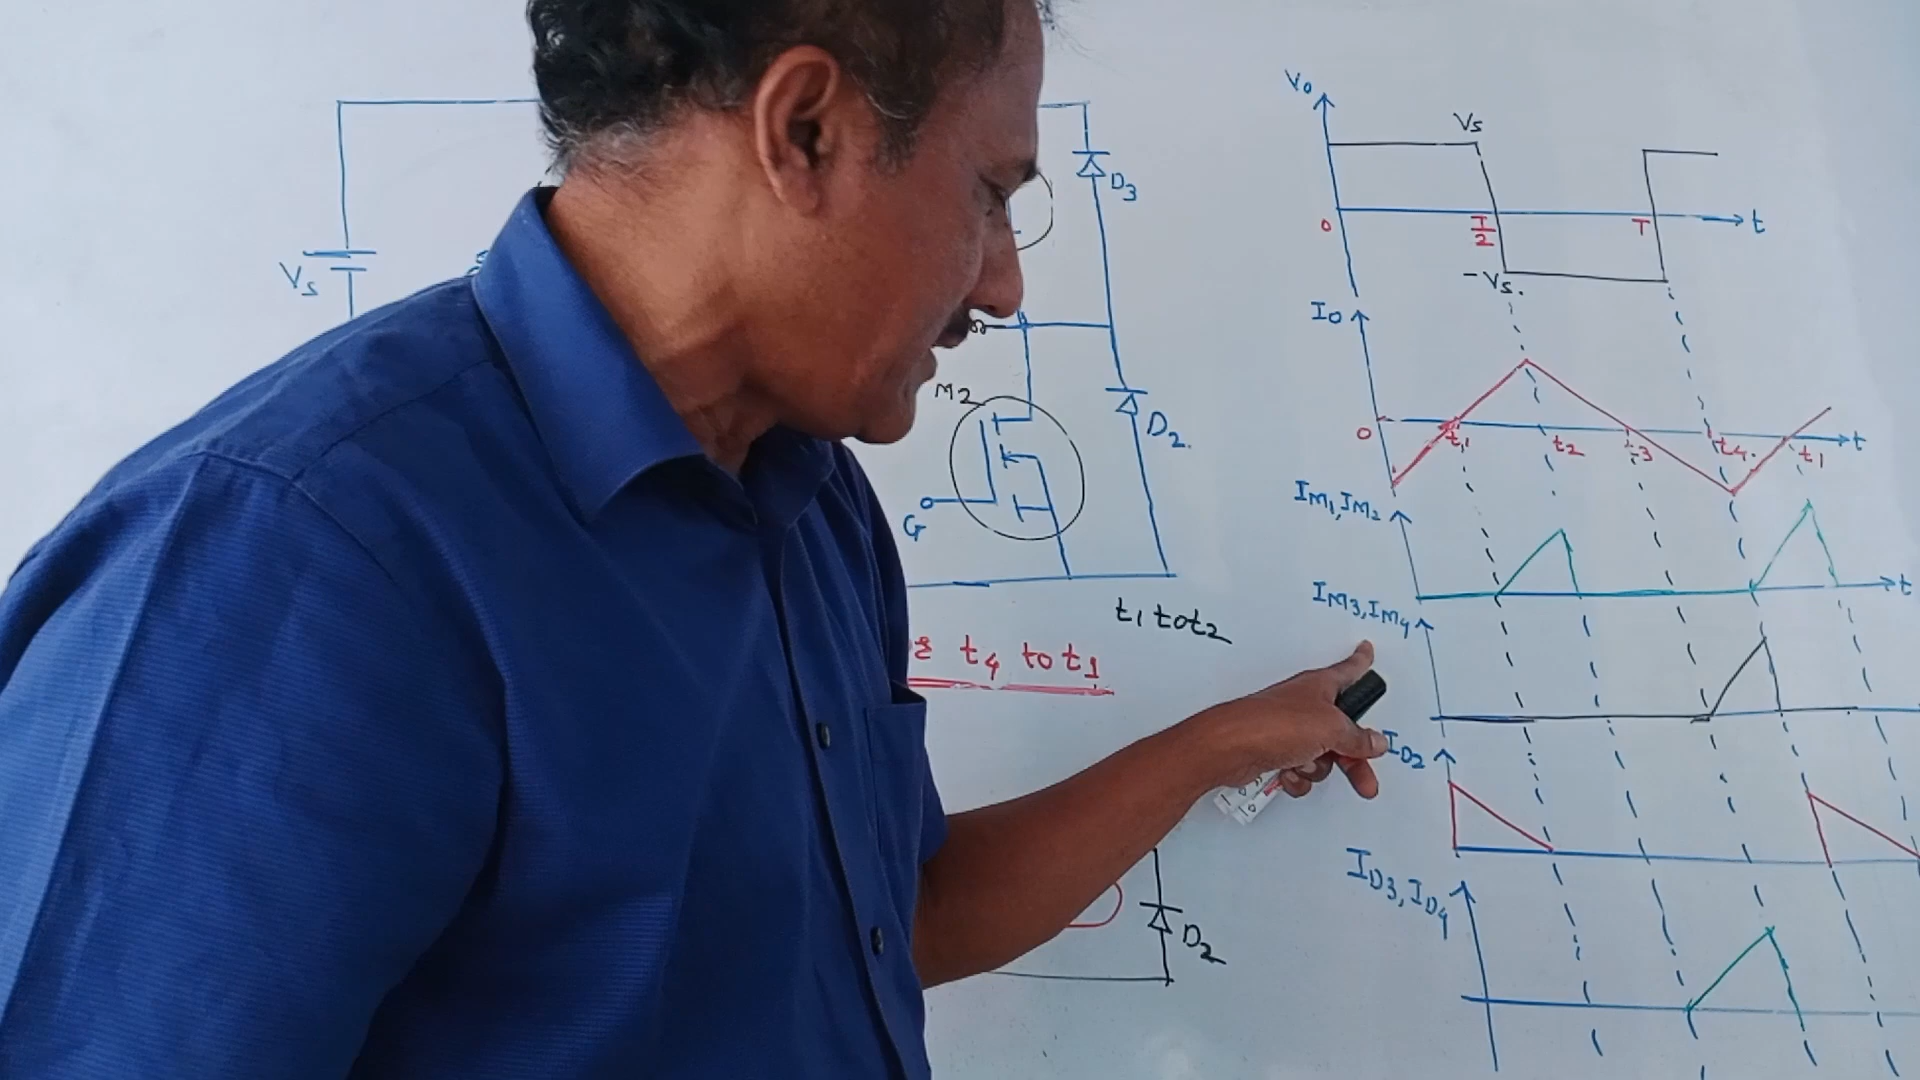 Vs
D3
M2
G
D2.
t1 to t2
t4 to t1
D2
Vo
Vs
0
T/2
T
t
-Vs.
Io
0
t1
t2
t3
t4.
t1
t
IM1, IM2
t
IM3, IM4
ID2
ID3, ID4